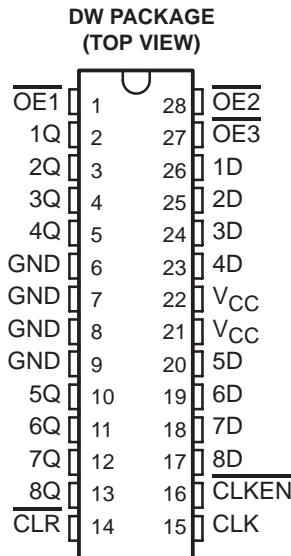 DW PACKAGE
(TOP VIEW)
OE1 1 28 OE2
1Q 2 27 OE3
2Q 3 26 1D
3Q 4 25 2D
4Q 5 24 3D
GND 6 23 4D
GND 7 22 VCC
GND 8 21 VCC
GND 9 20 5D
5Q 10 19 6D
6Q 11 18 7D
7Q 12 17 8D
8Q 13 16 CLKEN
CLR 14 15 CLK